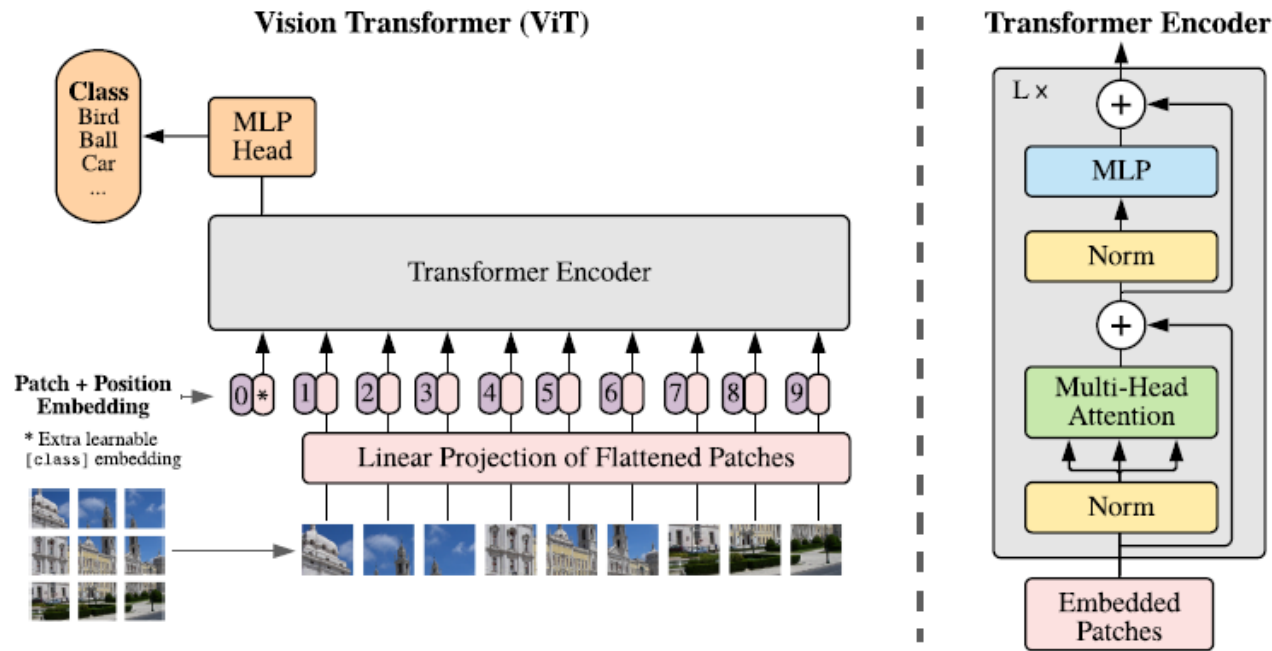 Vision Transformer (ViT)
Class
Bird
Ball
Car
...
MLP
Head
Transformer Encoder
Patch + Position
Embedding
* Extra learnable
[class] embedding
0 * 1 2 3 4 5 6 7 8 9
Linear Projection of Flattened Patches
Transformer Encoder
L ×
+
MLP
Norm
+
Multi-Head
Attention
Norm
Embedded
Patches